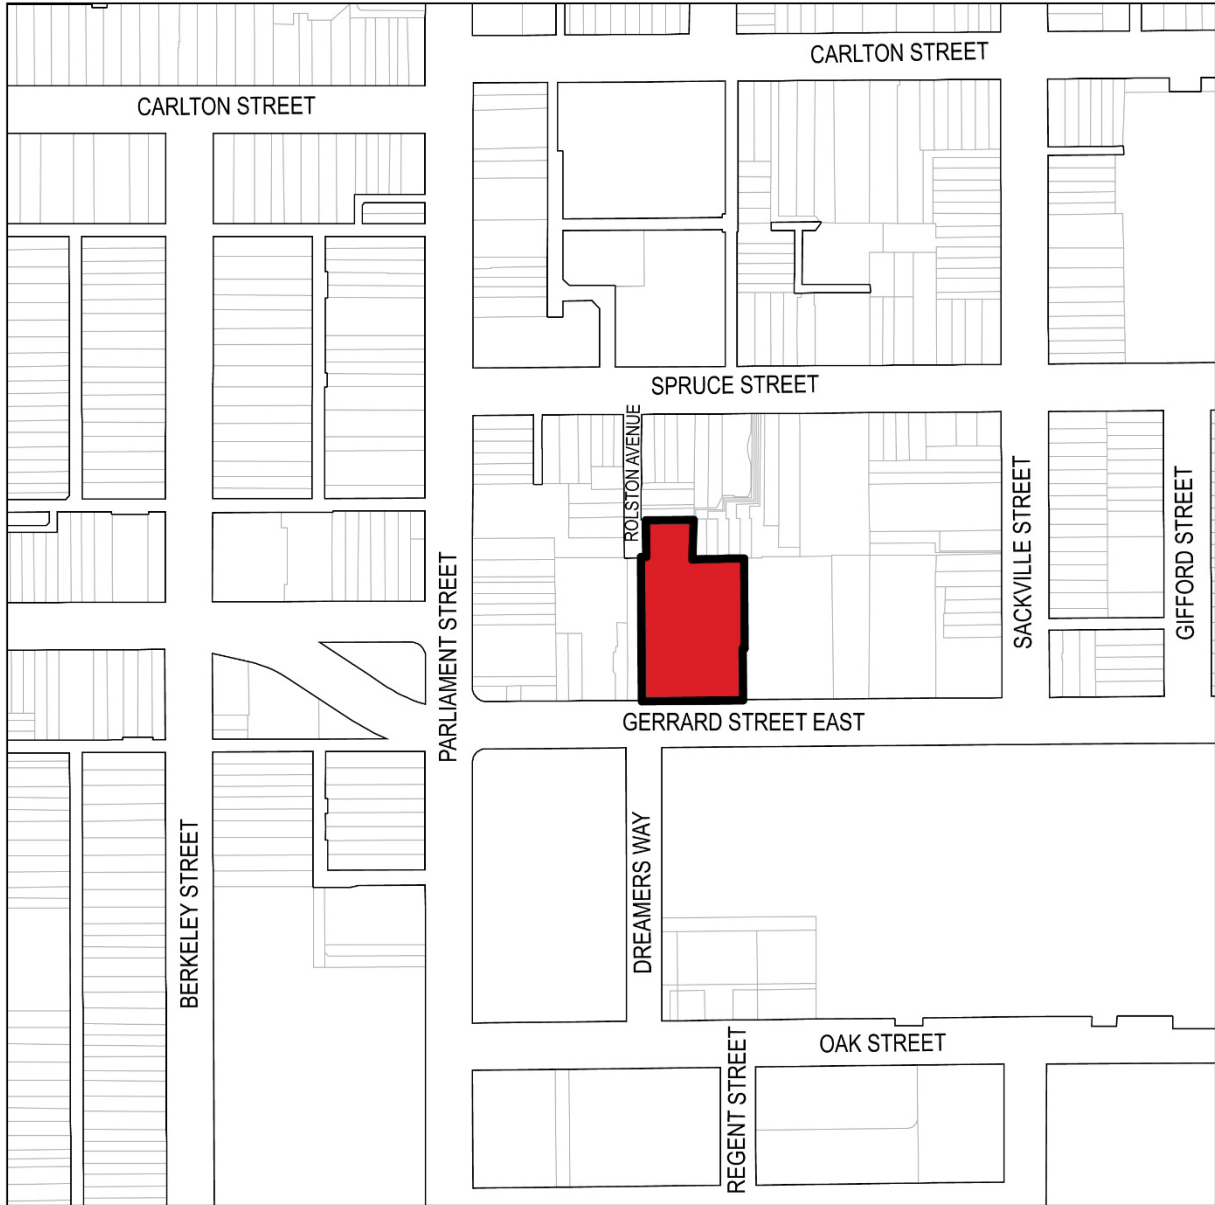 CARLTON STREET
CARLTON STREET
SPRUCE STREET
ROLSTON AVENUE
SACKVILLE STREET
GIFFORD STREET
PARLIAMENT STREET
GERRARD STREET EAST
DREAMERS WAY
BERKELEY STREET
OAK STREET
REGENT STREET